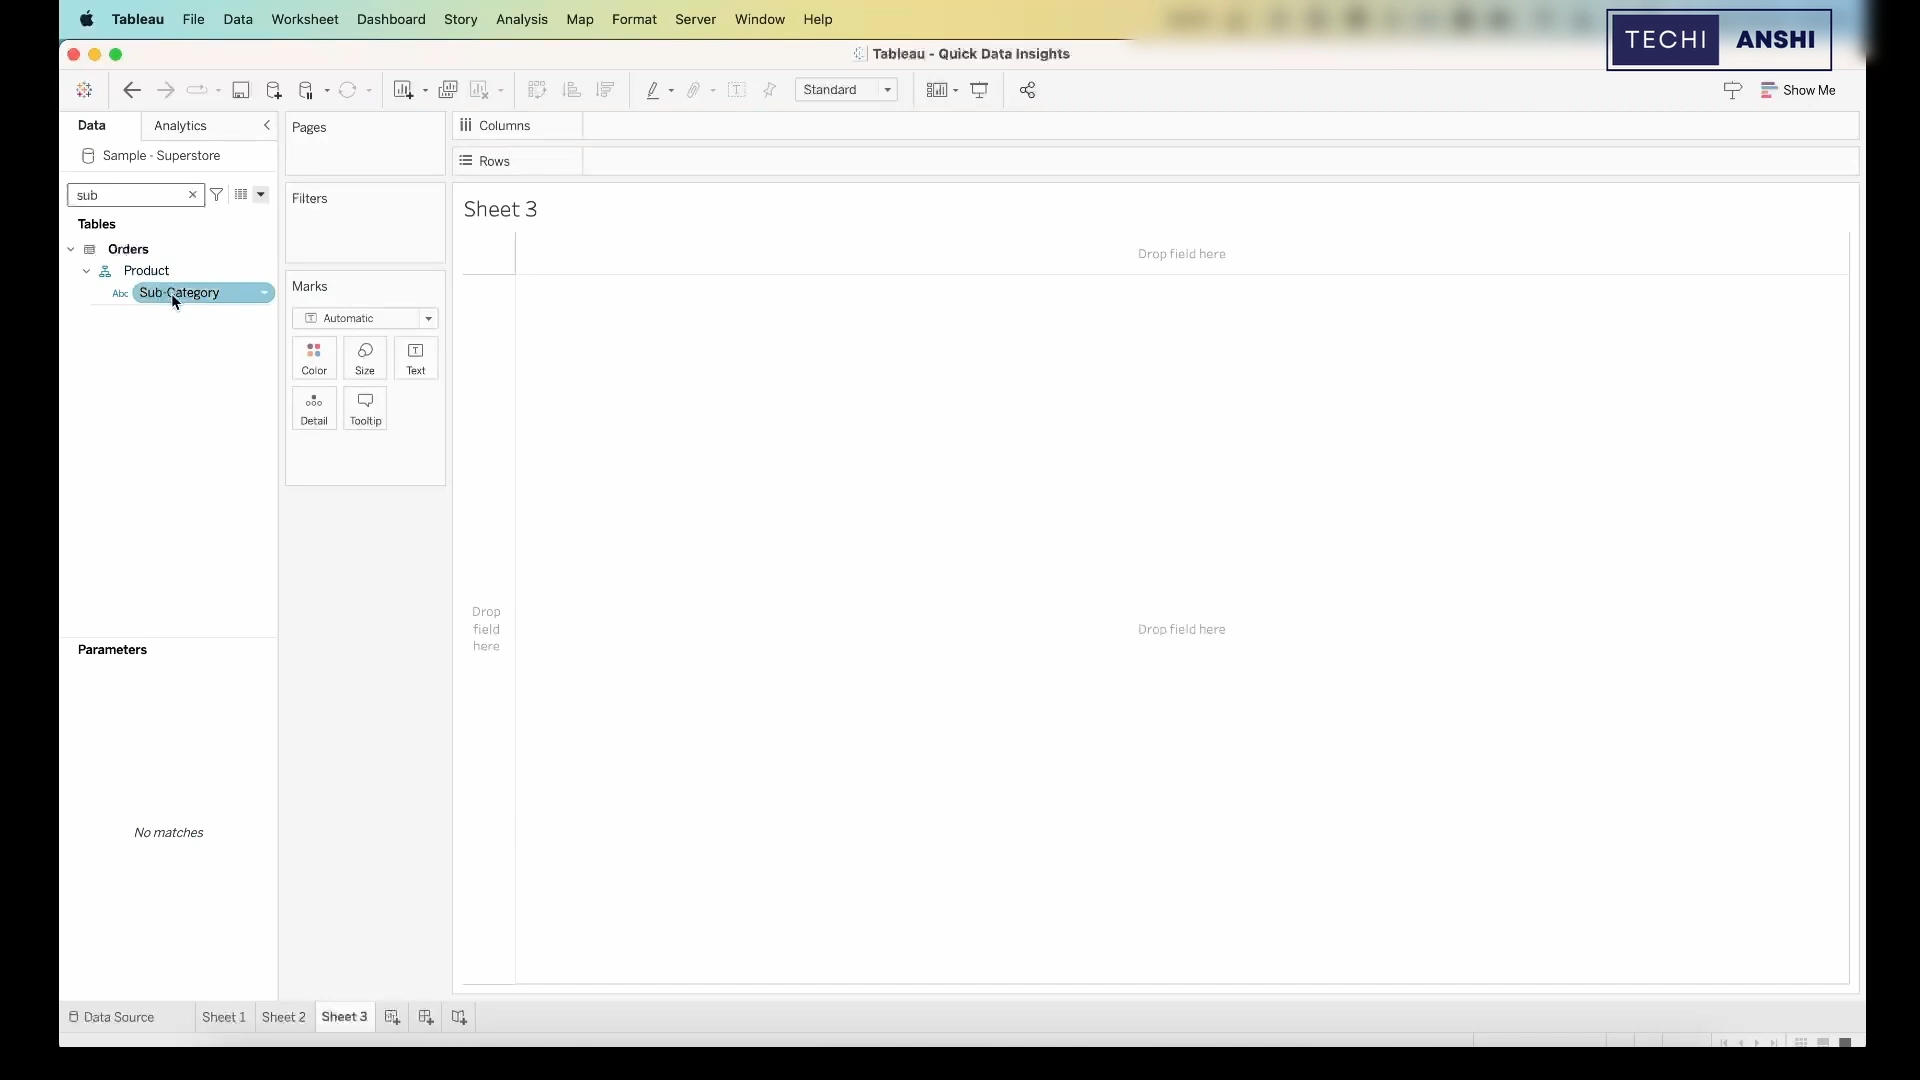 Tableau File Data Worksheet Dashboard Story Analysis Map Format Server Window Help
TECHI ANSHI
Tableau - Quick Data Insights
Standard
Show Me
Data Analytics
Pages
Columns
Sample - Superstore
Rows
sub
Filters
Sheet 3
Tables
Orders
Product
Abc Sub-Category
Drop field here
Marks
Automatic
Color Size Text
Detail Tooltip
Drop
field
here
Drop field here
Parameters
No matches
Data Source Sheet 1 Sheet 2 Sheet 3